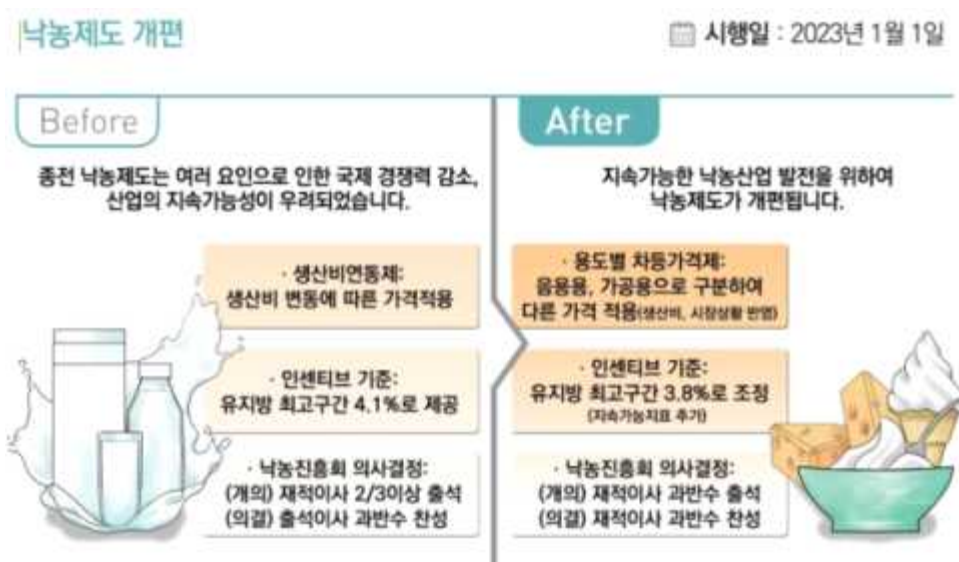 낙농제도 개편
시행일 : 2023년 1월 1일
Before
종전 낙농제도는 여러 요인으로 인한 국제 경쟁력 감소,
산업의 지속가능성이 우려되었습니다.
· 생산비연동제:
생산비 변동에 따른 가격적용
· 인센티브 기준:
유지방 최고구간 4.1%로 제공
· 낙농진흥회 의사결정:
(개의) 재적이사 2/3이상 출석
(의결) 출석이사 과반수 찬성
After
지속가능한 낙농산업 발전을 위하여
낙농제도가 개편됩니다.
· 용도별 차등가격제:
음용용, 가공용으로 구분하여
다른 가격 적용(생산비, 시장상황 반영)
· 인센티브 기준:
유지방 최고구간 3.8%로 조정
(지속가능지표 추가)
· 낙농진흥회 의사결정:
(개의) 재적이사 과반수 출석
(의결) 재적이사 과반수 찬성